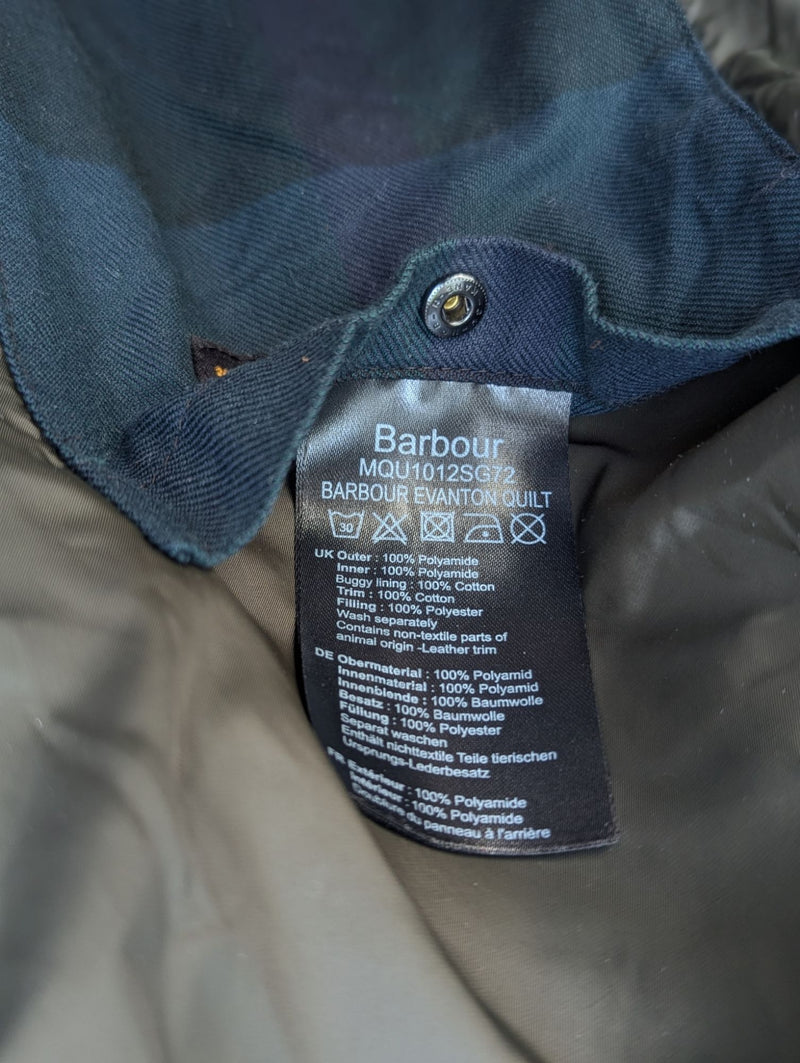 Barbour
MQU1012SG72
BARBOUR EVANTON QUILT
30
UK Outer : 100% Polyamide
Inner : 100% Polyamide
Buggy lining : 100% Cotton
Trim : 100% Cotton
Filling : 100% Polyester
Wash separately
Contains non-textile parts of
animal origin -Leather trim
DE Obermaterial : 100% Polyamid
Innenmaterial : 100% Polyamid
Innenblende : 100% Baumwolle
Besatz : 100% Baumwolle
Füllung : 100% Polyester
Separat waschen
Enthält nichttextile Teile tierischen
Ursprungs-Lederbesatz
FR Extérieur : 100% Polyamide
Intérieur : 100% Polyamide
Doublure du panneau à l'arrière